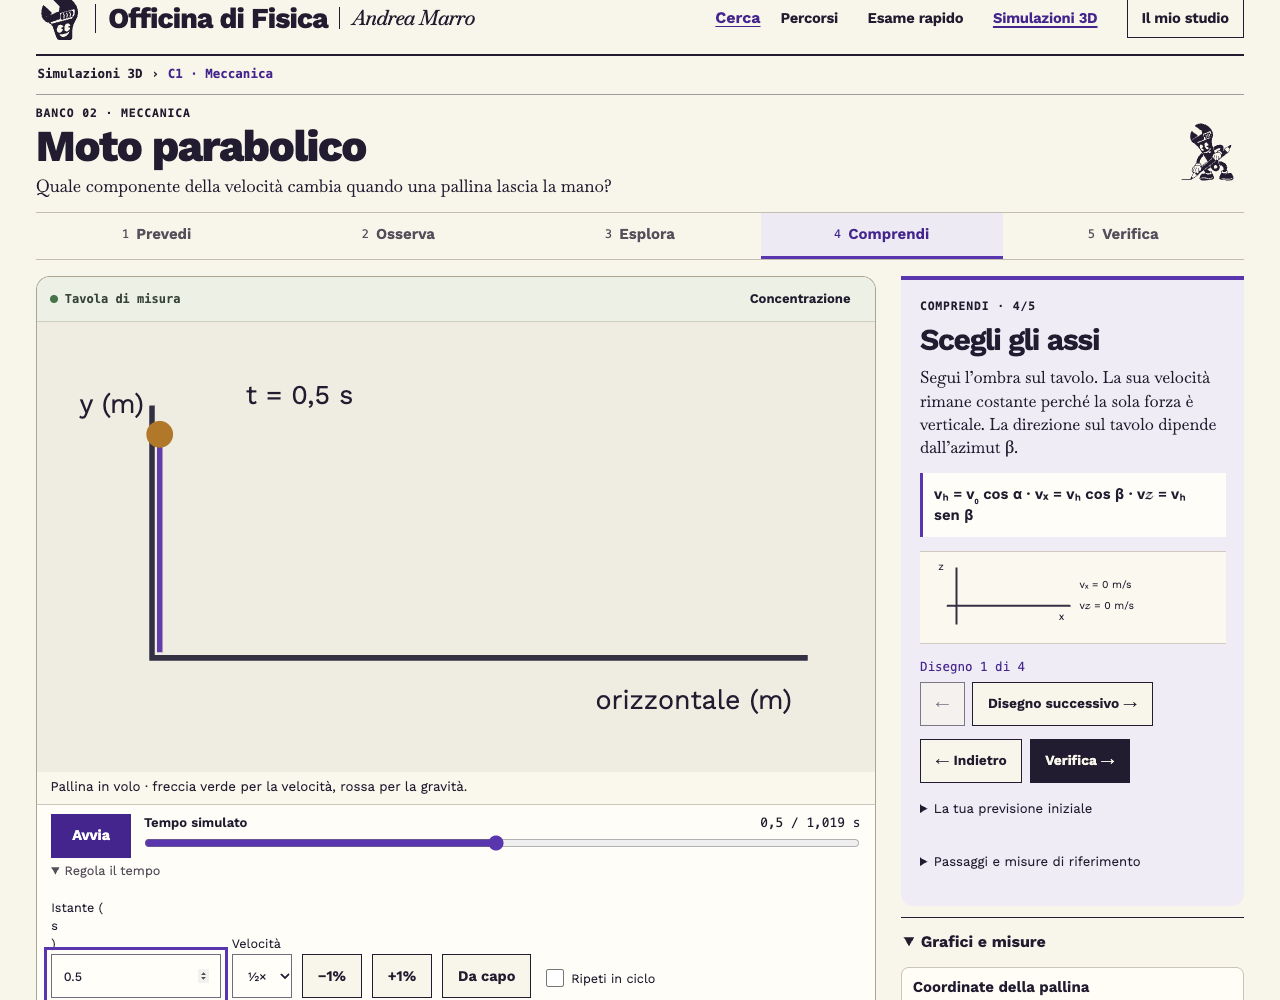 Officina di Fisica
Andrea Marro
Cerca
Percorsi
Esame rapido
Simulazioni 3D
Il mio studio
Simulazioni 3D › C1 · Meccanica
BANCO 02 · MECCANICA
Moto parabolico
Quale componente della velocità cambia quando una pallina lascia la mano?
1 Prevedi
2 Osserva
3 Esplora
4 Comprendi
5 Verifica
Tavola di misura
Concentrazione
y (m)
t = 0,5 s
orizzontale (m)
Pallina in volo · freccia verde per la velocità, rossa per la gravità.
Avvia
Tempo simulato
0,5 / 1,019 s
▼ Regola il tempo
Istante (
s
)
0.5
Velocità
½×
−1%
+1%
Da capo
Ripeti in ciclo
COMPRENDI · 4/5
Scegli gli assi
Segui l’ombra sul tavolo. La sua velocità
rimane costante perché la sola forza è
verticale. La direzione sul tavolo dipende
dall’azimut β.
vₕ = v₀ cos α · vₓ = vₕ cos β · v𝓏 = vₕ
sen β
z
x
vₓ = 0 m/s
v𝓏 = 0 m/s
Disegno 1 di 4
←
Disegno successivo →
← Indietro
Verifica →
▶ La tua previsione iniziale
▶ Passaggi e misure di riferimento
▼ Grafici e misure
Coordinate della pallina